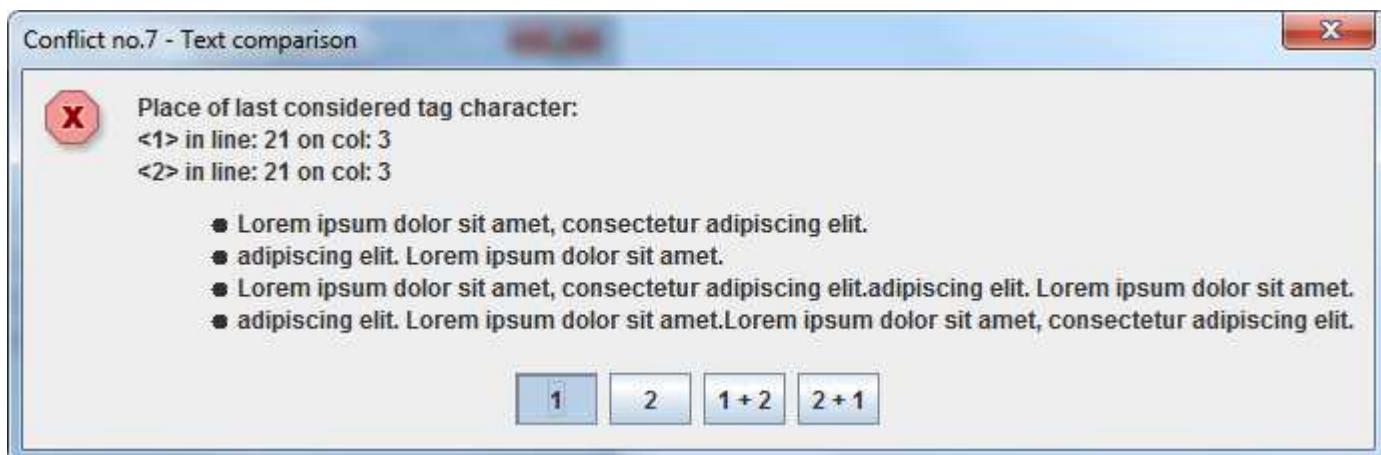 Conflict no.7 - Text comparison
x
X
Place of last considered tag character:
<1> in line: 21 on col: 3
<2> in line: 21 on col: 3
● Lorem ipsum dolor sit amet, consectetur adipiscing elit.
● adipiscing elit. Lorem ipsum dolor sit amet.
● Lorem ipsum dolor sit amet, consectetur adipiscing elit.adipiscing elit. Lorem ipsum dolor sit amet.
● adipiscing elit. Lorem ipsum dolor sit amet.Lorem ipsum dolor sit amet, consectetur adipiscing elit.
1 2 1 + 2 2 + 1